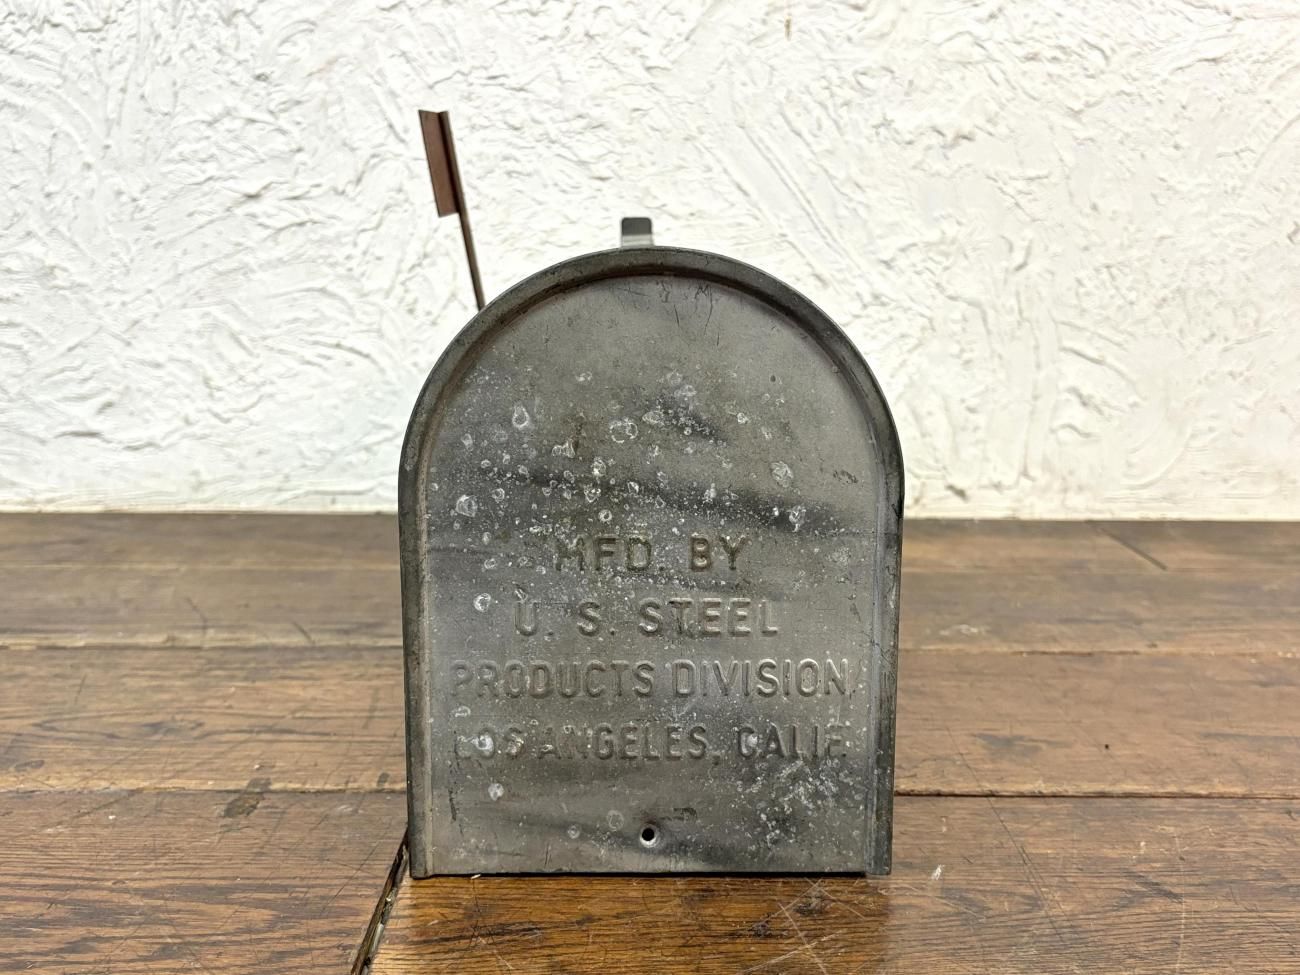 MFD. BY
U. S. STEEL
PRODUCTS DIVISION
LOS ANGELES, CALIF.